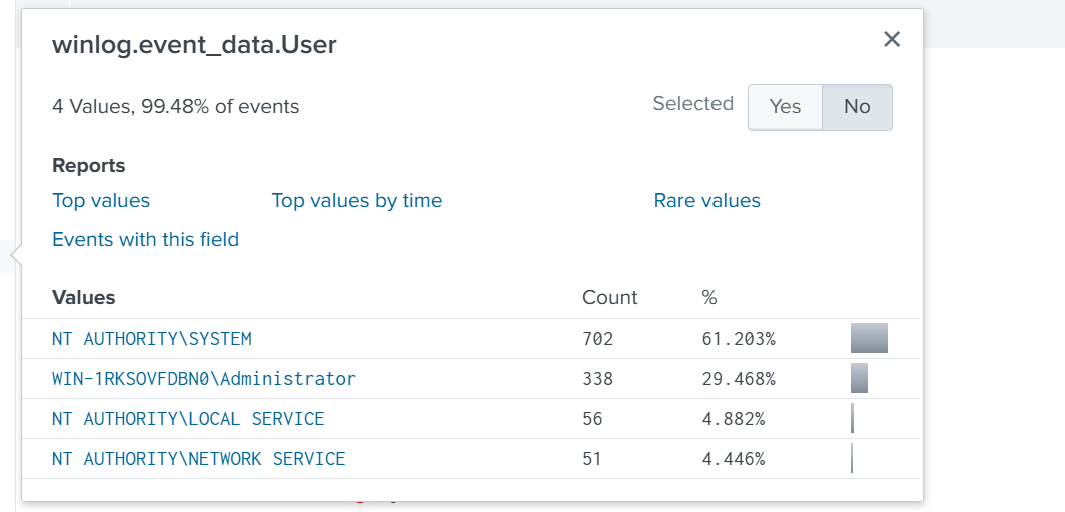 winlog.event_data.User
4 Values, 99.48% of events
Selected Yes No
Reports
Top values Top values by time Rare values
Events with this field
Values Count %
NT AUTHORITY\SYSTEM 702 61.203%
WIN-1RKSOVFDBN0\Administrator 338 29.468%
NT AUTHORITY\LOCAL SERVICE 56 4.882%
NT AUTHORITY\NETWORK SERVICE 51 4.446%